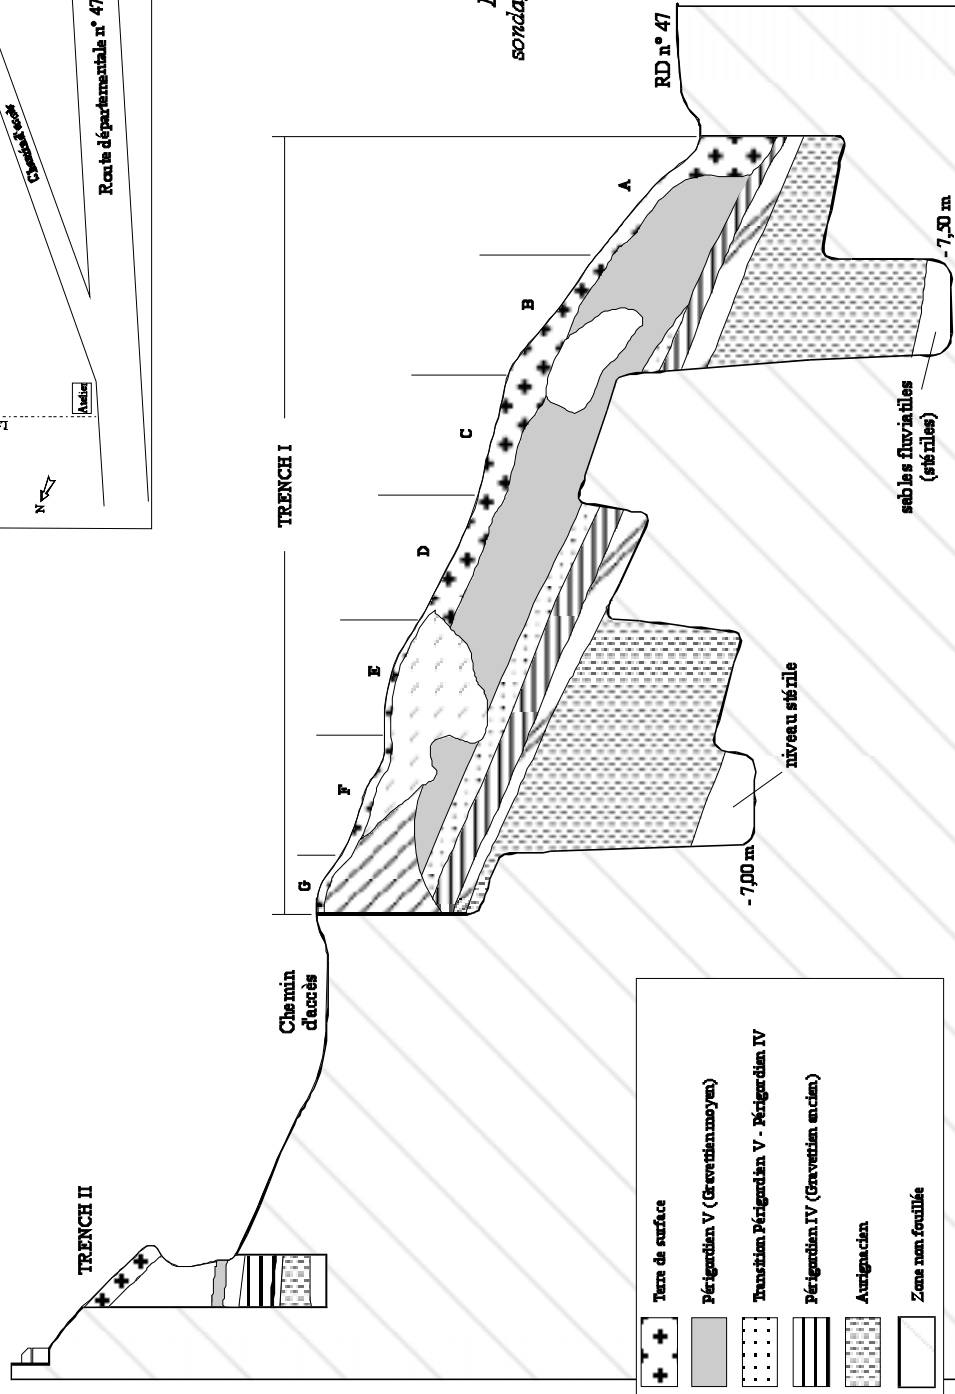 Chemin d'accès
Route départementale n° 47
Atelier
N
sonda
RD n° 47
TRENCH I
A
B
C
D
E
F
G
- 7,50 m
sables fluviatiles
(stériles)
niveau stérile
- 7,00 m
Chemin
d'accès
TRENCH II
Terre de surface
Périgordien V (Gravettien moyen)
Transition Périgordien V - Périgordien IV
Périgordien IV (Gravettien ancien)
Aurignacien
Zone non fouillée